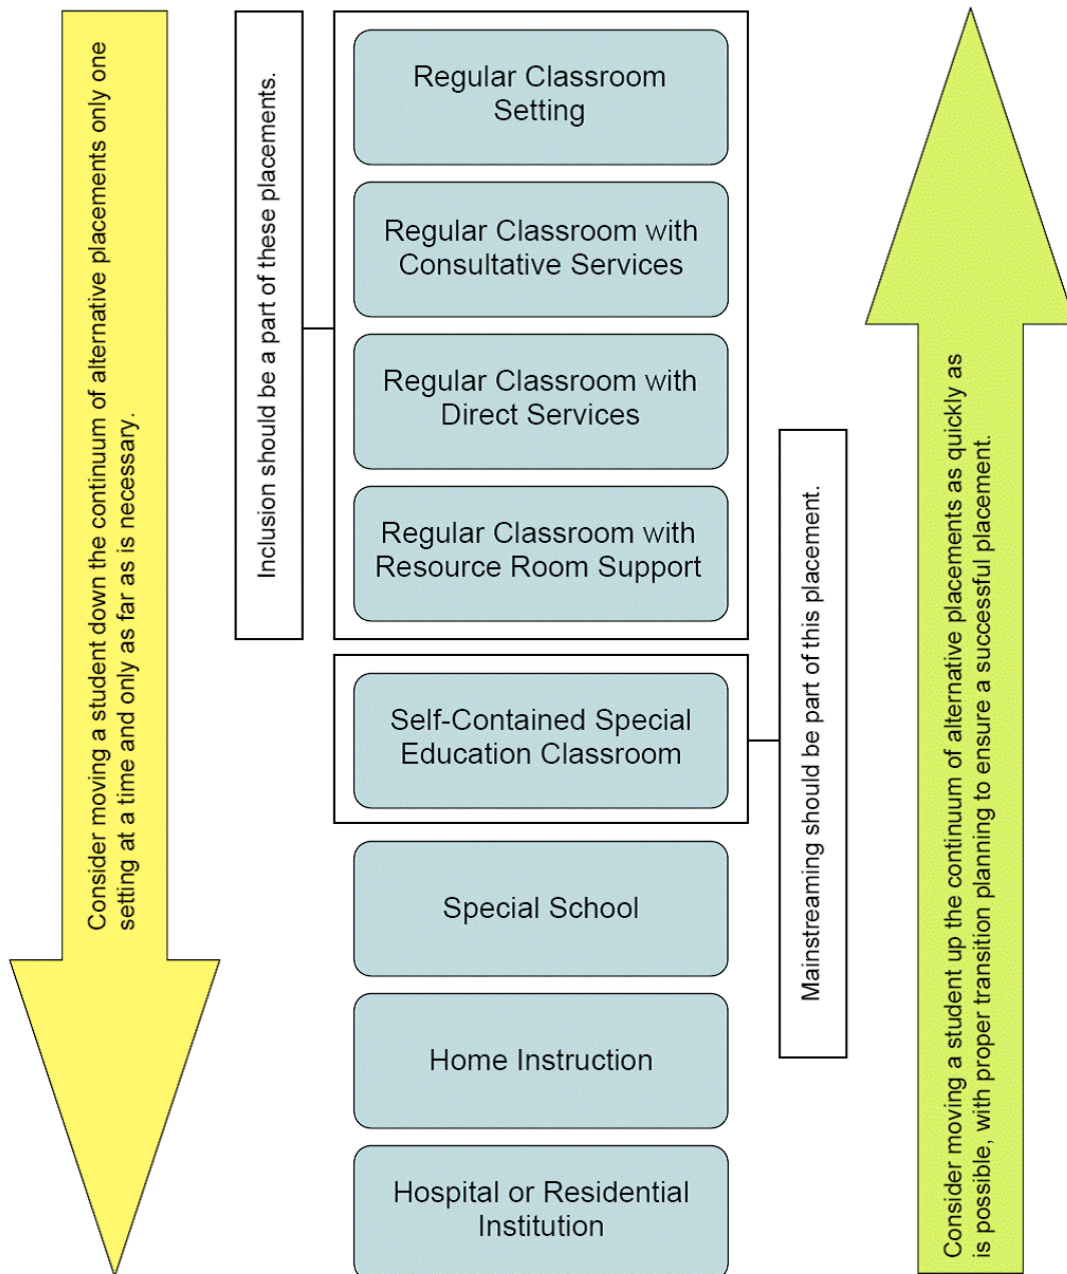 Consider moving a student down the continuum of alternative placements only one
setting at a time and only as far as is necessary.
Inclusion should be a part of these placements.
Regular Classroom
Setting
Regular Classroom with
Consultative Services
Regular Classroom with
Direct Services
Regular Classroom with
Resource Room Support
Self-Contained Special
Education Classroom
Special School
Home Instruction
Hospital or Residential
Institution
Mainstreaming should be part of this placement.
Consider moving a student up the continuum of alternative placements as quickly as
is possible, with proper transition planning to ensure a successful placement.